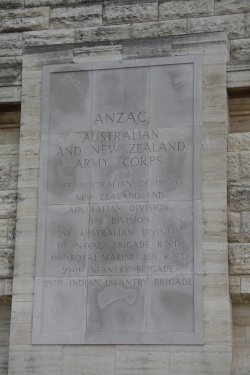 ANZAC
AUSTRALIAN
AND NEW ZEALAND
ARMY CORPS
1ST AUSTRALIAN DIVISION
NEW ZEALAND AND
AUSTRALIAN DIVISION
DIVISION
2ND AUSTRALIAN DIVISION
NAVAL BRIGADE R.N.D.
ROYAL MARINE BDE R.N.D.
29TH INFANTRY BRIGADE
29TH INDIAN INFANTRY BRIGADE